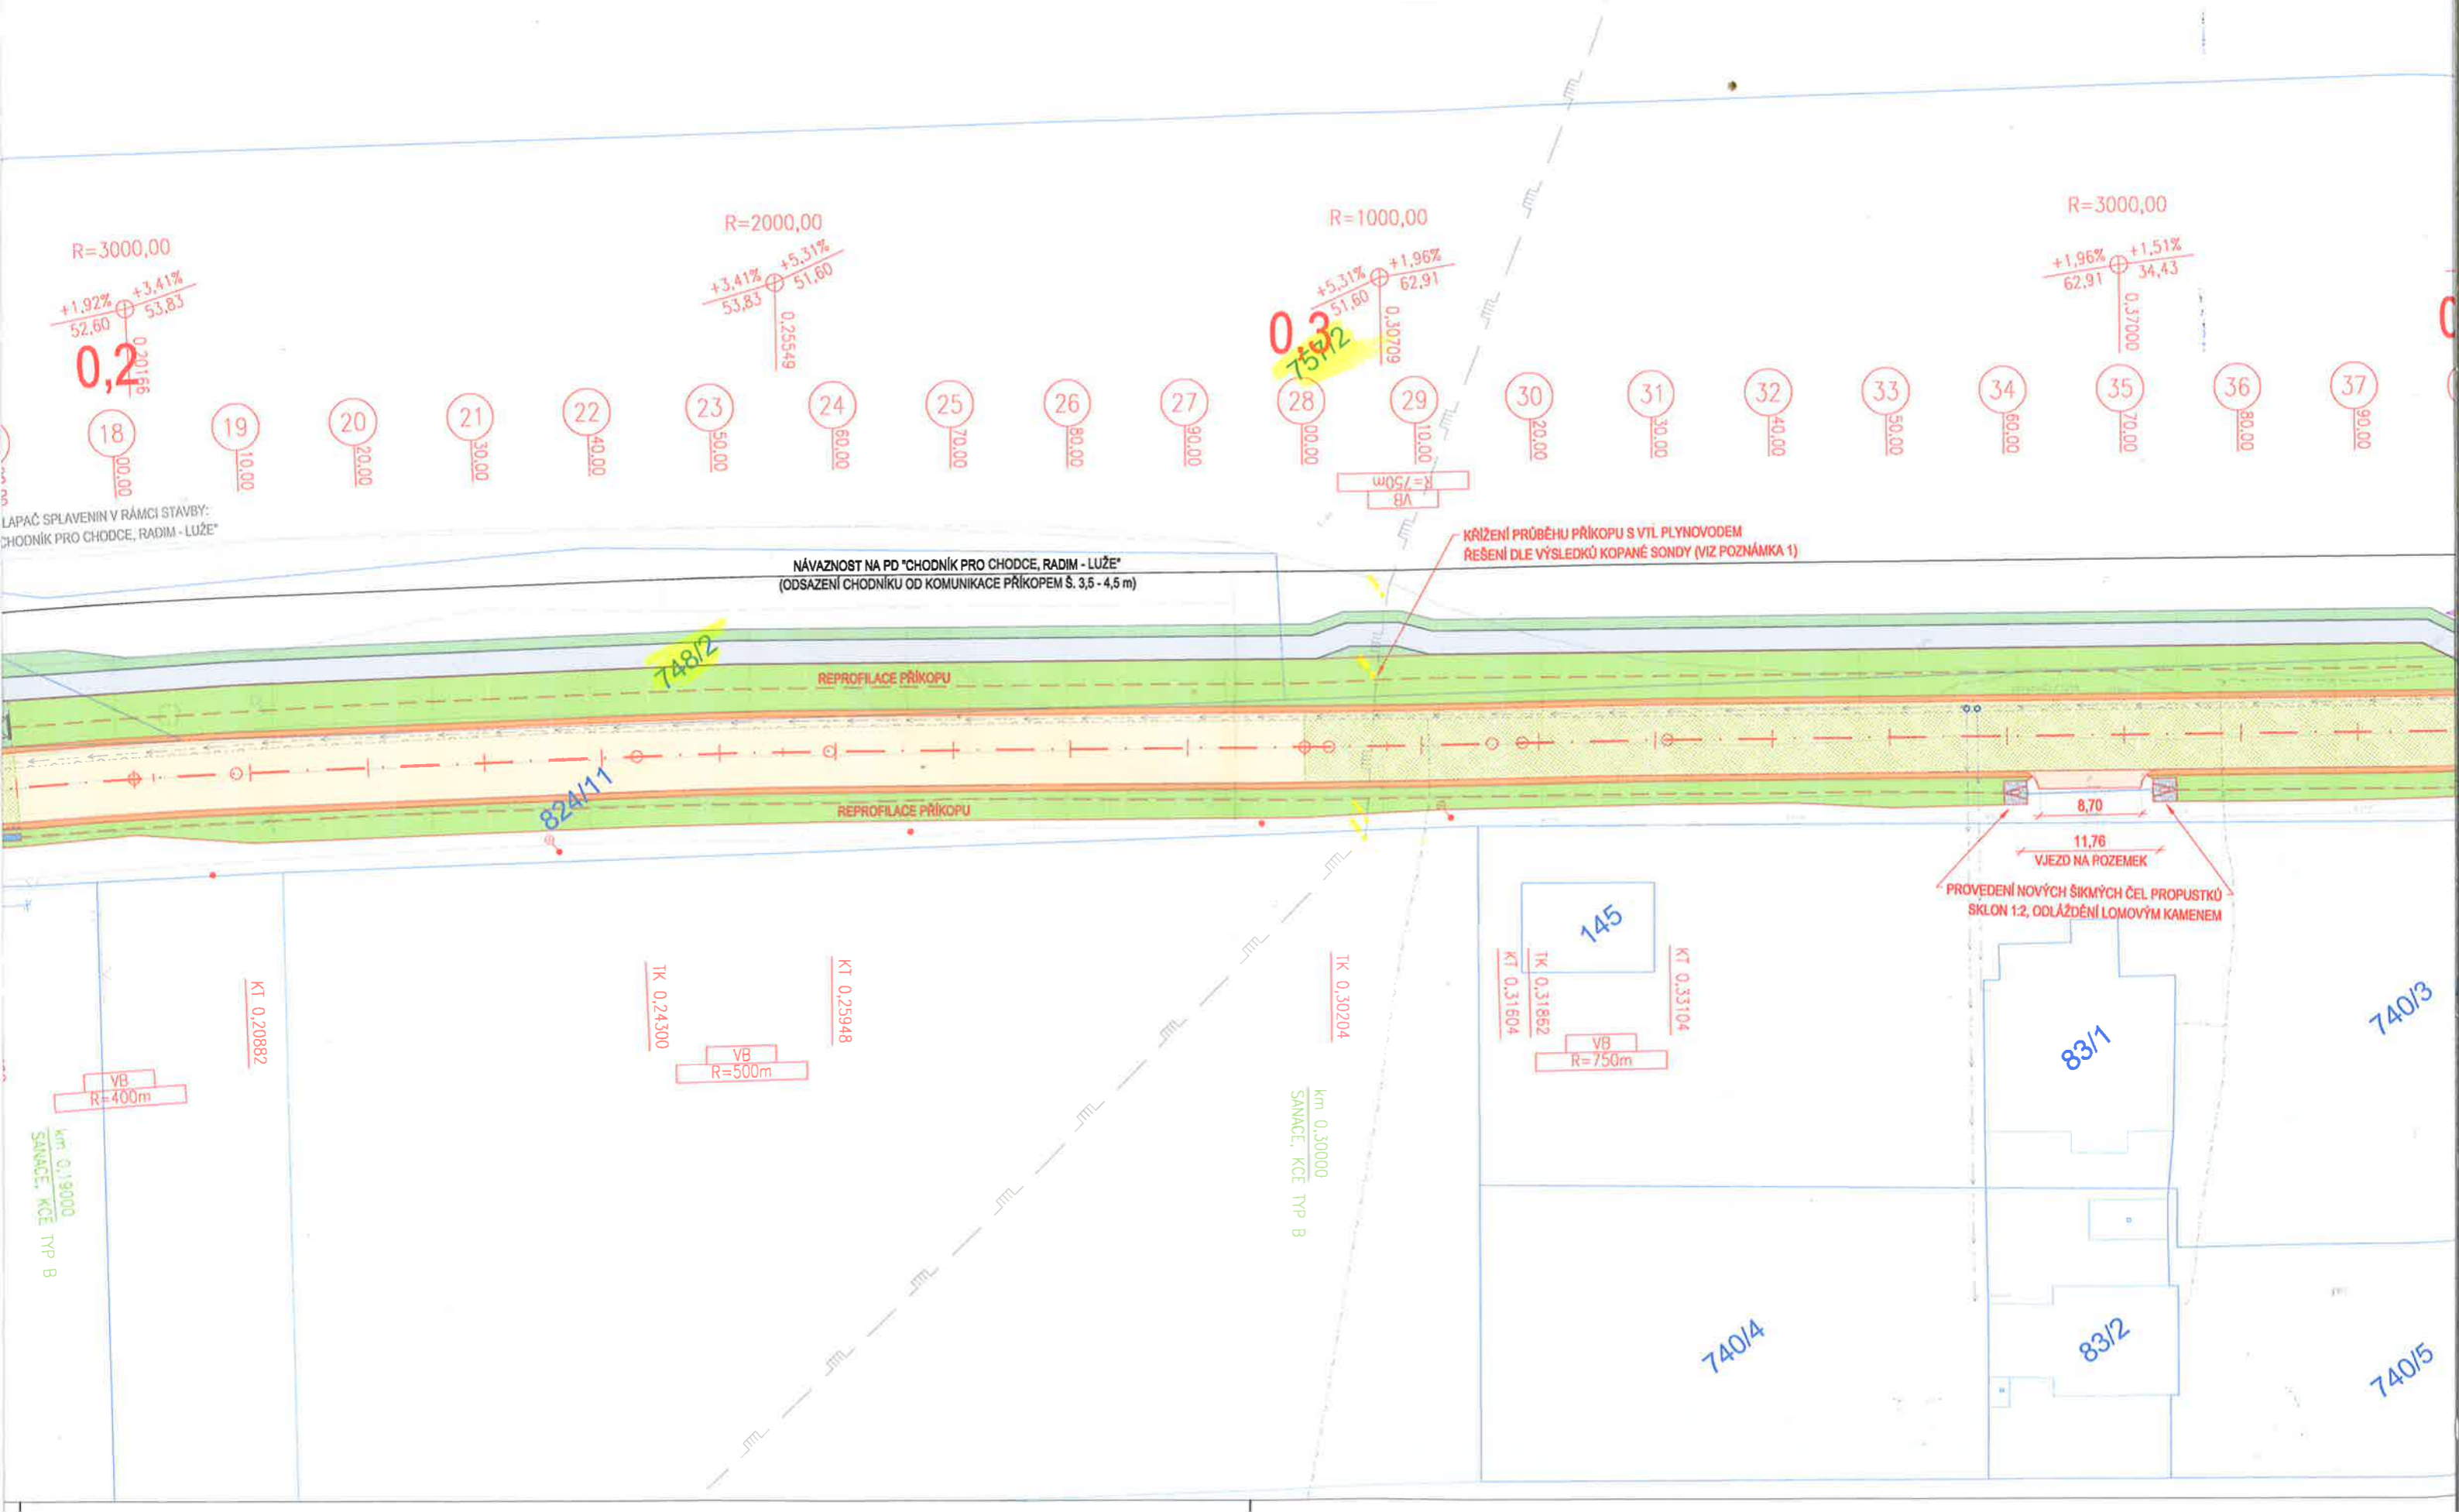 R=3000,00
+1,92% +3,41%
52,60 53,83
0,20166
0,2
R=2000,00
+3,41% +5,31%
53,83 51,60
0,25549
R=1000,00
+5,31% +1,96%
51,60 62,91
0,30709
0,3
757/2
R=3000,00
+1,96% +1,51%
62,91 34,43
0,37000
18
00.00
19
10.00
20
20.00
21
30.00
22
40.00
23
50.00
24
60.00
25
70.00
26
80.00
27
90.00
28
00.00
29
10.00
30
20.00
31
30.00
32
40.00
33
50.00
34
60.00
35
70.00
36
80.00
37
90.00
R=750m
VB
LAPAČ SPLAVENIN V RÁMCI STAVBY:
CHODNÍK PRO CHODCE, RADIM - LUŽE"
NÁVAZNOST NA PD "CHODNÍK PRO CHODCE, RADIM - LUŽE"
(ODSAZENÍ CHODNÍKU OD KOMUNIKACE PŘÍKOPEM Š. 3,5 - 4,5 m)
KŘÍŽENÍ PRŮBĚHU PŘÍKOPU S VTL PLYNOVODEM
ŘEŠENÍ DLE VÝSLEDKŮ KOPANÉ SONDY (VIZ POZNÁMKA 1)
748/2
REPROFILACE PŘÍKOPU
824/11
REPROFILACE PŘÍKOPU
8,70
11,76
VJEZD NA POZEMEK
PROVEDENÍ NOVÝCH ŠIKMÝCH ČEL PROPUSTKŮ
SKLON 1:2, ODLÁŽDĚNÍ LOMOVÝM KAMENEM
145
KT 0,20882
TK 0,24300
KT 0,25948
TK 0,30204
KT 0,31604
TK 0,31862
KT 0,33104
VB
R=400m
VB
R=500m
VB
R=750m
km 0,19000
SANACE, KCE TYP B
km 0,30000
SANACE, KCE TYP B
83/1
740/3
740/4
83/2
740/5